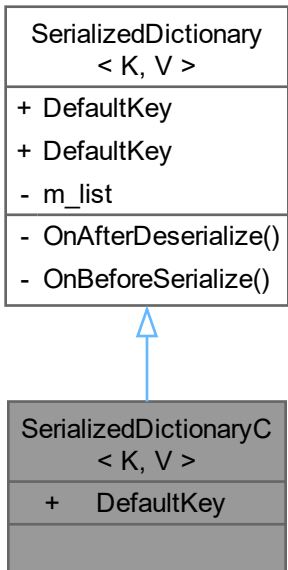 SerializedDictionary
< K, V >
+ DefaultKey
+ DefaultKey
- m_list
- OnAfterDeserialize()
- OnBeforeSerialize()
SerializedDictionaryC
< K, V >
+ DefaultKey